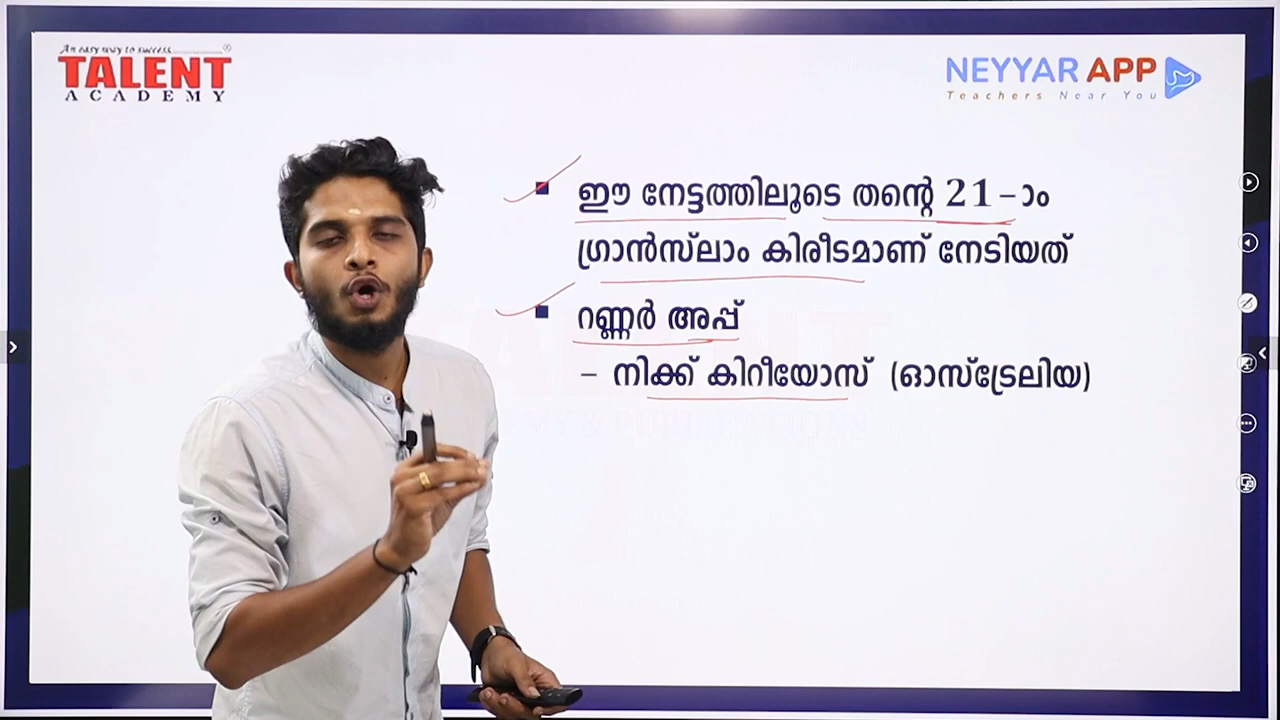 An easy way to success
TALENT
ACADEMY
NEYYAR APP
Teachers Near You
ഈ നേട്ടത്തിലൂടെ തന്റെ 21-ാം
ഗ്രാൻസ്‌ലാം കിരീടമാണ് നേടിയത്
റണ്ണർ അപ്പ്
– നിക്ക് കിറീയോസ് (ഓസ്ട്രേലിയ)